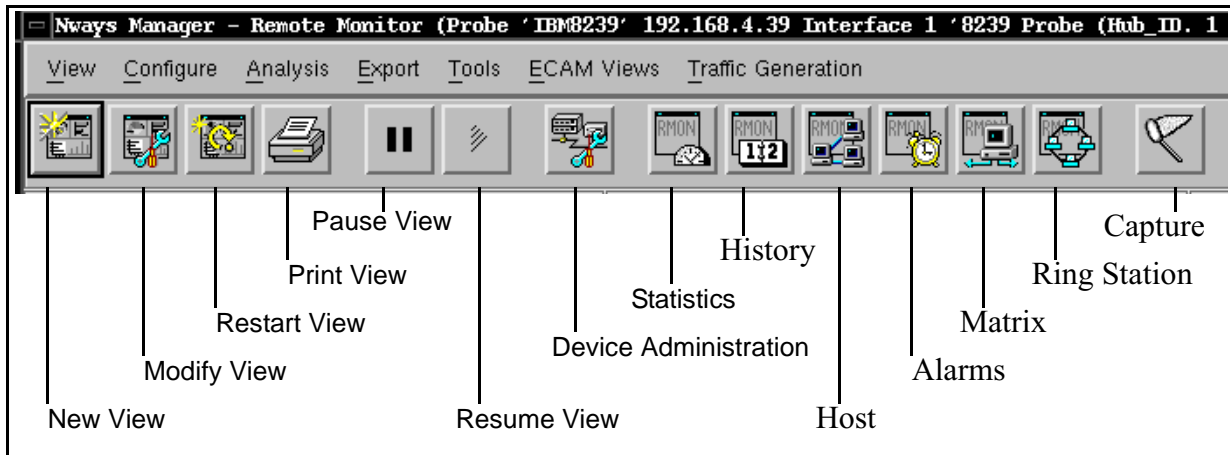 Nways Manager - Remote Monitor (Probe 'IBM8239' 192.168.4.39 Interface 1 '8239 Probe (Hub_ID. 1
View Configure Analysis Export Tools ECAM Views Traffic Generation
RMON RMON RMON RMON RMON RMON
1 2
Pause View
History
Capture
Print View
Statistics
Ring Station
Restart View
Device Administration
Matrix
Modify View
Alarms
New View
Resume View
Host